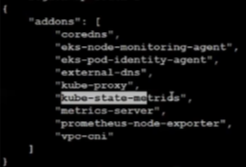 {
"addons": [
"coredns",
"eks-node-monitoring-agent",
"eks-pod-identity-agent",
"external-dns",
"kube-proxy",
"kube-state-metrics",
"metrics-server",
"prometheus-node-exporter",
"vpc-cni"
]
}